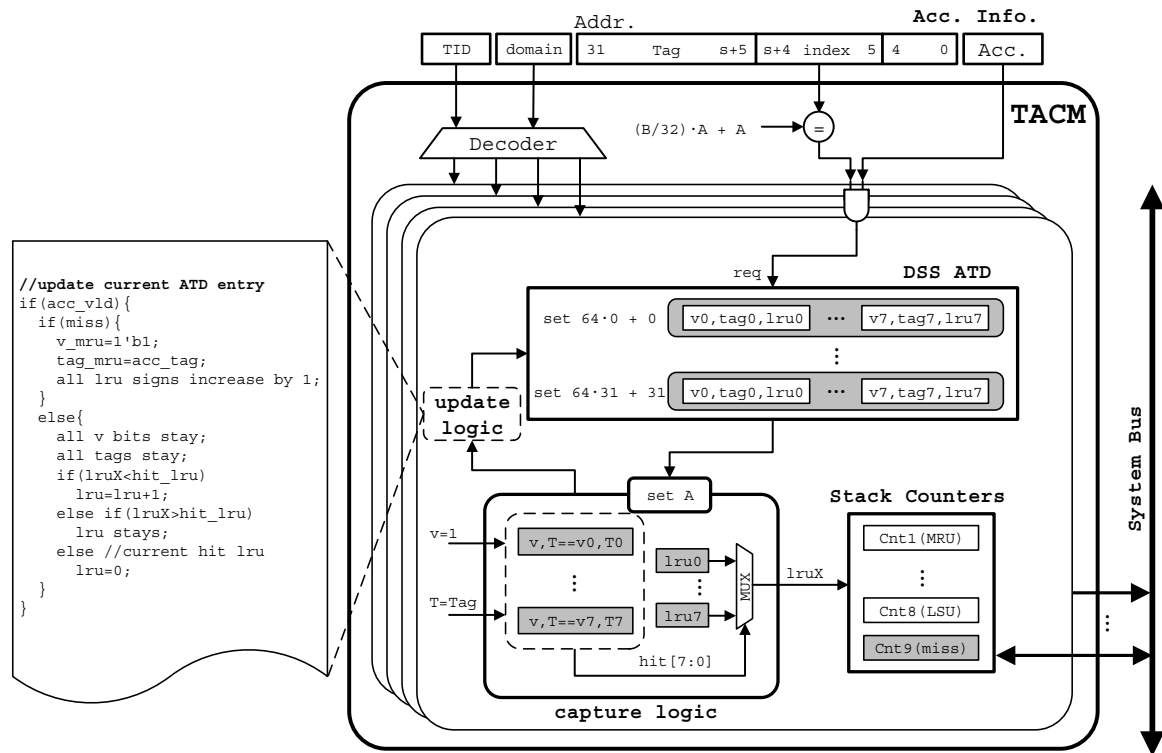 Addr.
Acc. Info.
TID
domain
31 Tag s+5
s+4 index 5
4 0
Acc.
TACM
(B/32)·A + A
=
Decoder
req
DSS ATD
set 64·0 + 0
v0,tag0,lru0
···
v7,tag7,lru7
set 64·31 + 31
v0,tag0,lru0
···
v7,tag7,lru7
//update current ATD entry
if(acc_vld){
if(miss){
v_mru=1'b1;
tag_mru=acc_tag;
all lru signs increase by 1;
}
else{
all v bits stay;
all tags stay;
if(lruX<hit_lru)
lru=lru+1;
else if(lruX>hit_lru)
lru stays;
else //current hit lru
lru=0;
}
}
update
logic
set A
v=1
v,T==v0,T0
T=Tag
v,T==v7,T7
lru0
lru7
MUX
lruX
hit[7:0]
capture logic
Stack Counters
Cnt1(MRU)
Cnt8(LSU)
Cnt9(miss)
System Bus